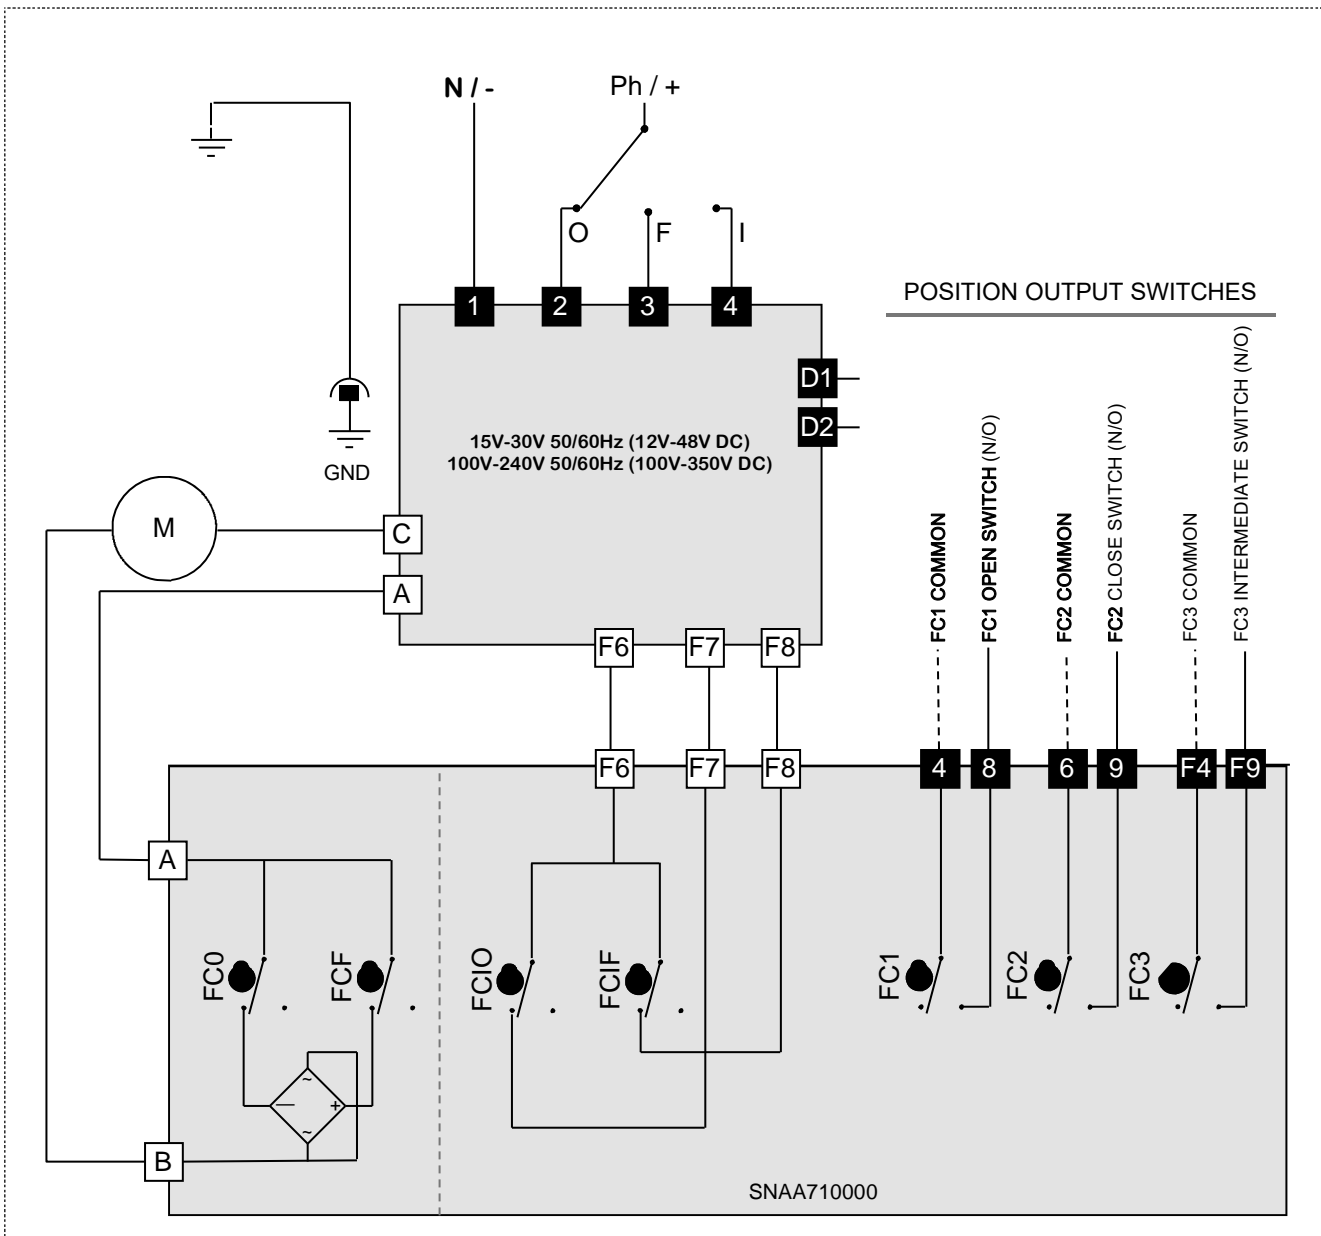 N / -
Ph / +
O
F
I
1
2
3
4
POSITION OUTPUT SWITCHES
D1
D2
15V-30V 50/60Hz (12V-48V DC)
100V-240V 50/60Hz (100V-350V DC)
GND
M
C
A
F6
F7
F8
FC1 COMMON
FC1 OPEN SWITCH (N/O)
FC2 COMMON
FC2 CLOSE SWITCH (N/O)
FC3 COMMON
FC3 INTERMEDIATE SWITCH (N/O)
F6
F7
F8
4
8
6
9
F4
F9
A
FC0
FCF
FCIO
FCIF
FC1
FC2
FC3
~
— +
~
B
SNAA710000